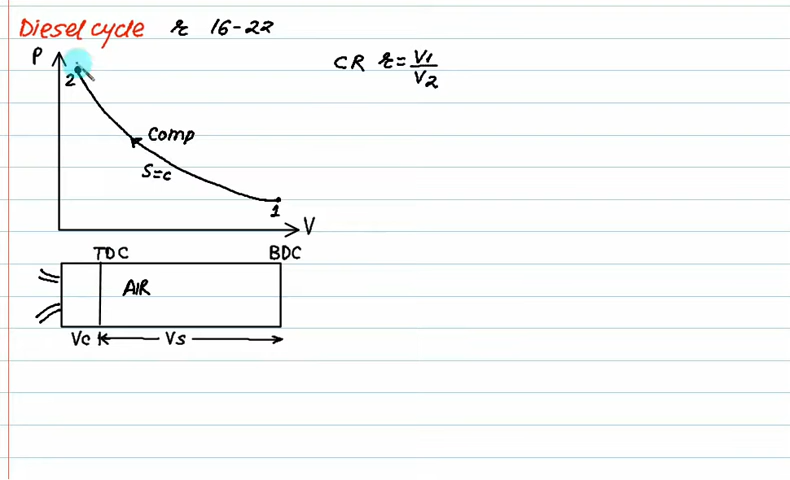 Diesel cycle r 16-22
P
CR r = V1/V2
2
Comp
S=c
1
V
TDC BDC
AIR
Vc Vs